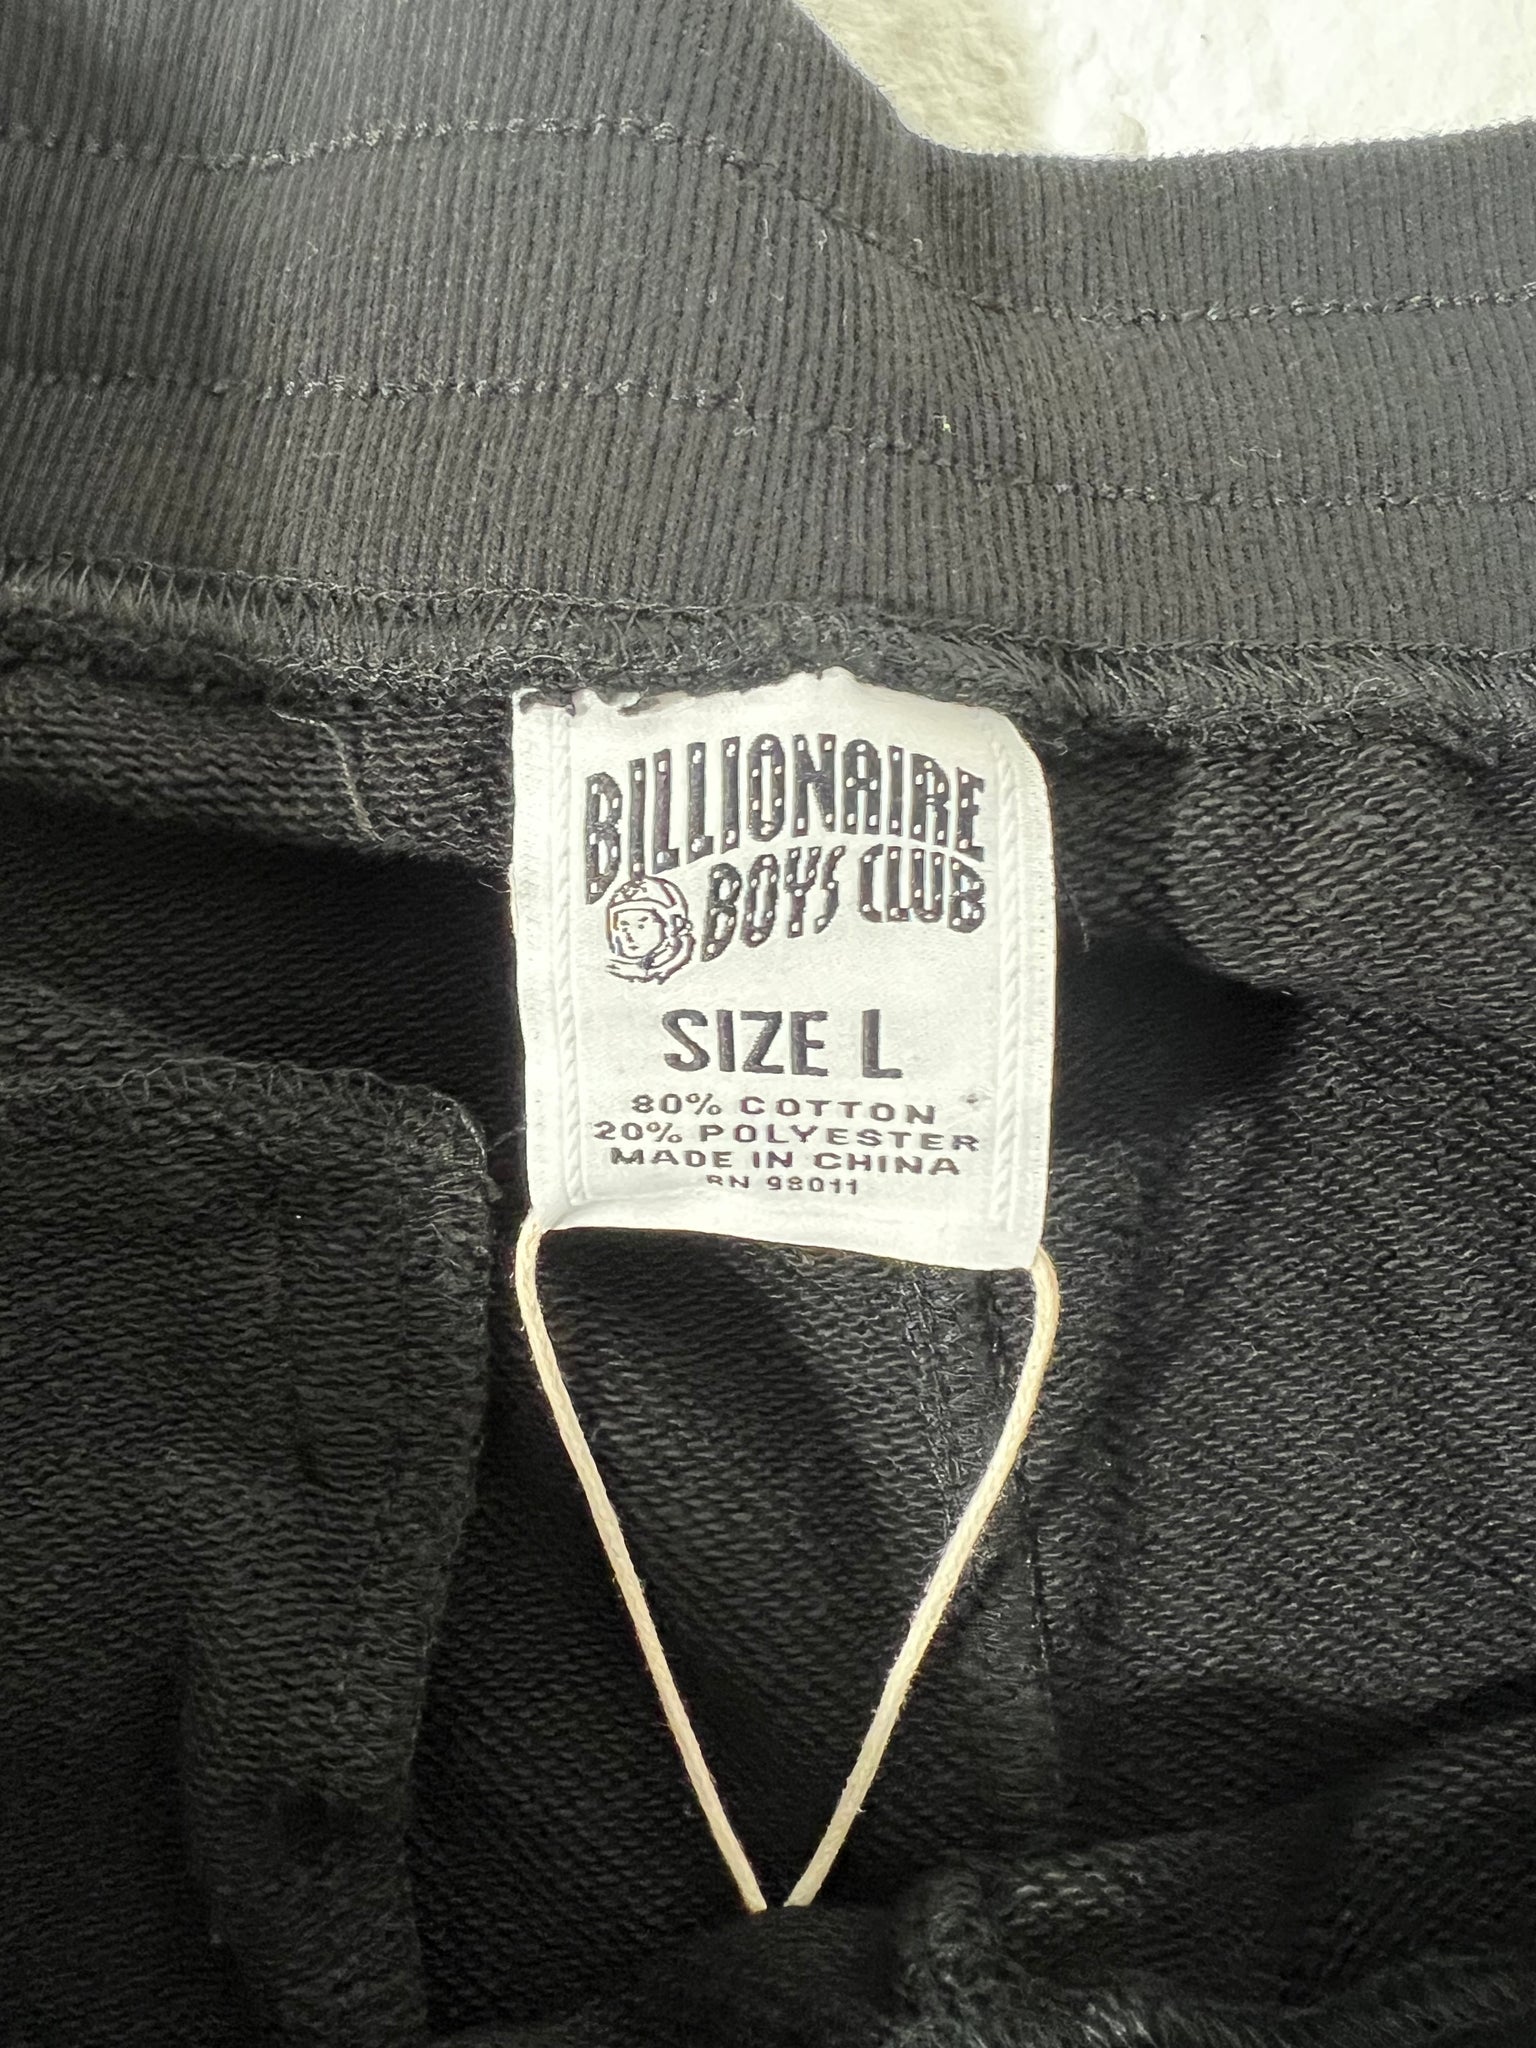 BILLIONAIRE
BOYS CLUB
SIZE L
80% COTTON
20% POLYESTER
MADE IN CHINA
RN 98011